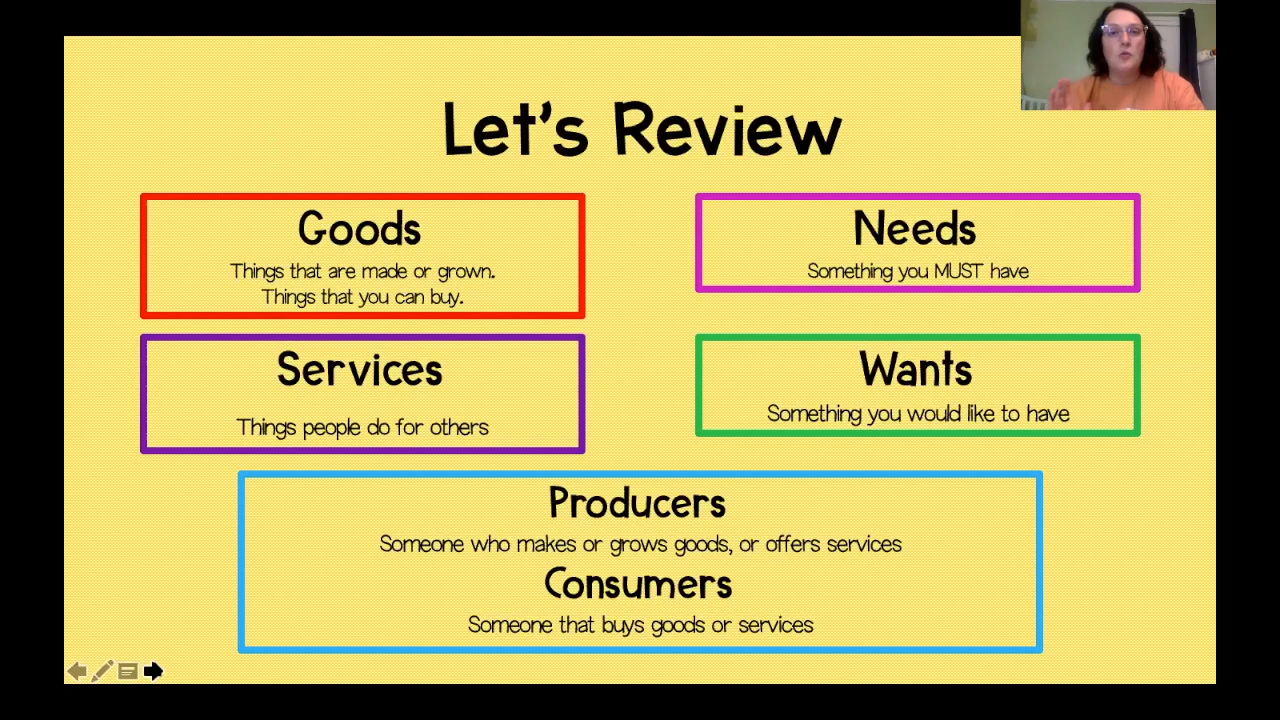 Let's Review
Goods
Things that are made or grown.
Things that you can buy.
Needs
Something you MUST have
Services
Things people do for others
Wants
Something you would like to have
Producers
Someone who makes or grows goods, or offers services
Consumers
Someone that buys goods or services